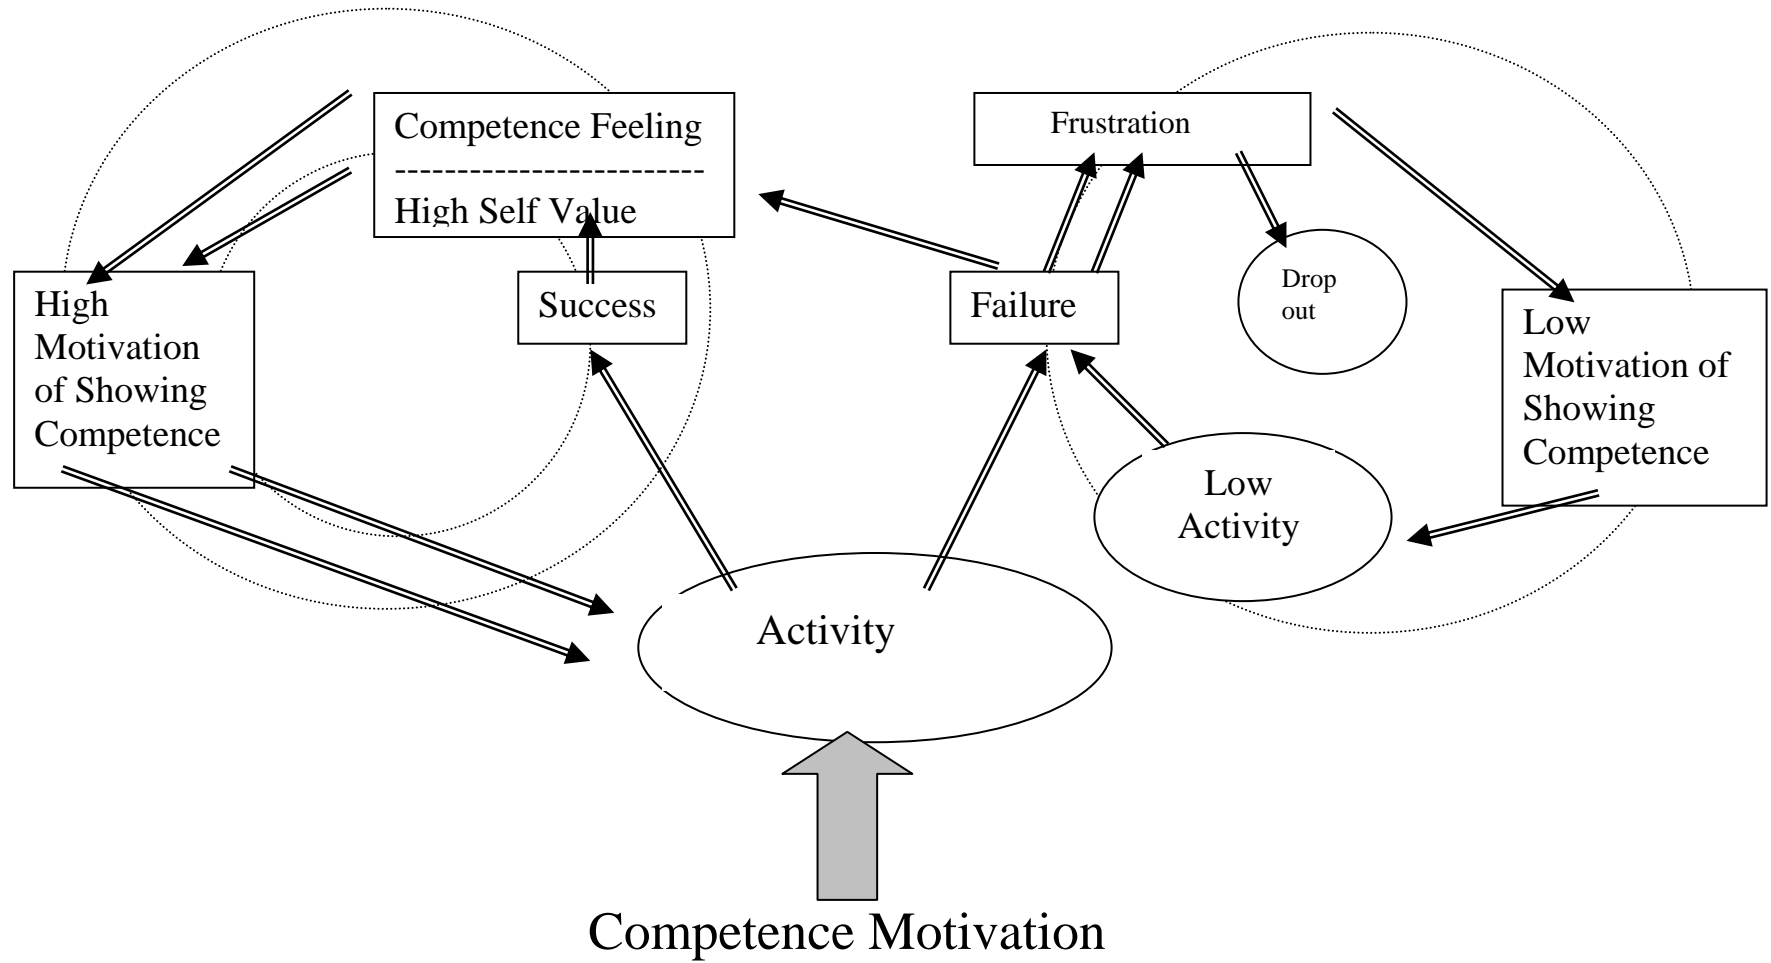 Competence Feeling
--------------------------
High Self Value
Frustration
High
Motivation
of Showing
Competence
Success
Failure
Drop
out
Low
Motivation of
Showing
Competence
Low
Activity
Activity
Competence Motivation